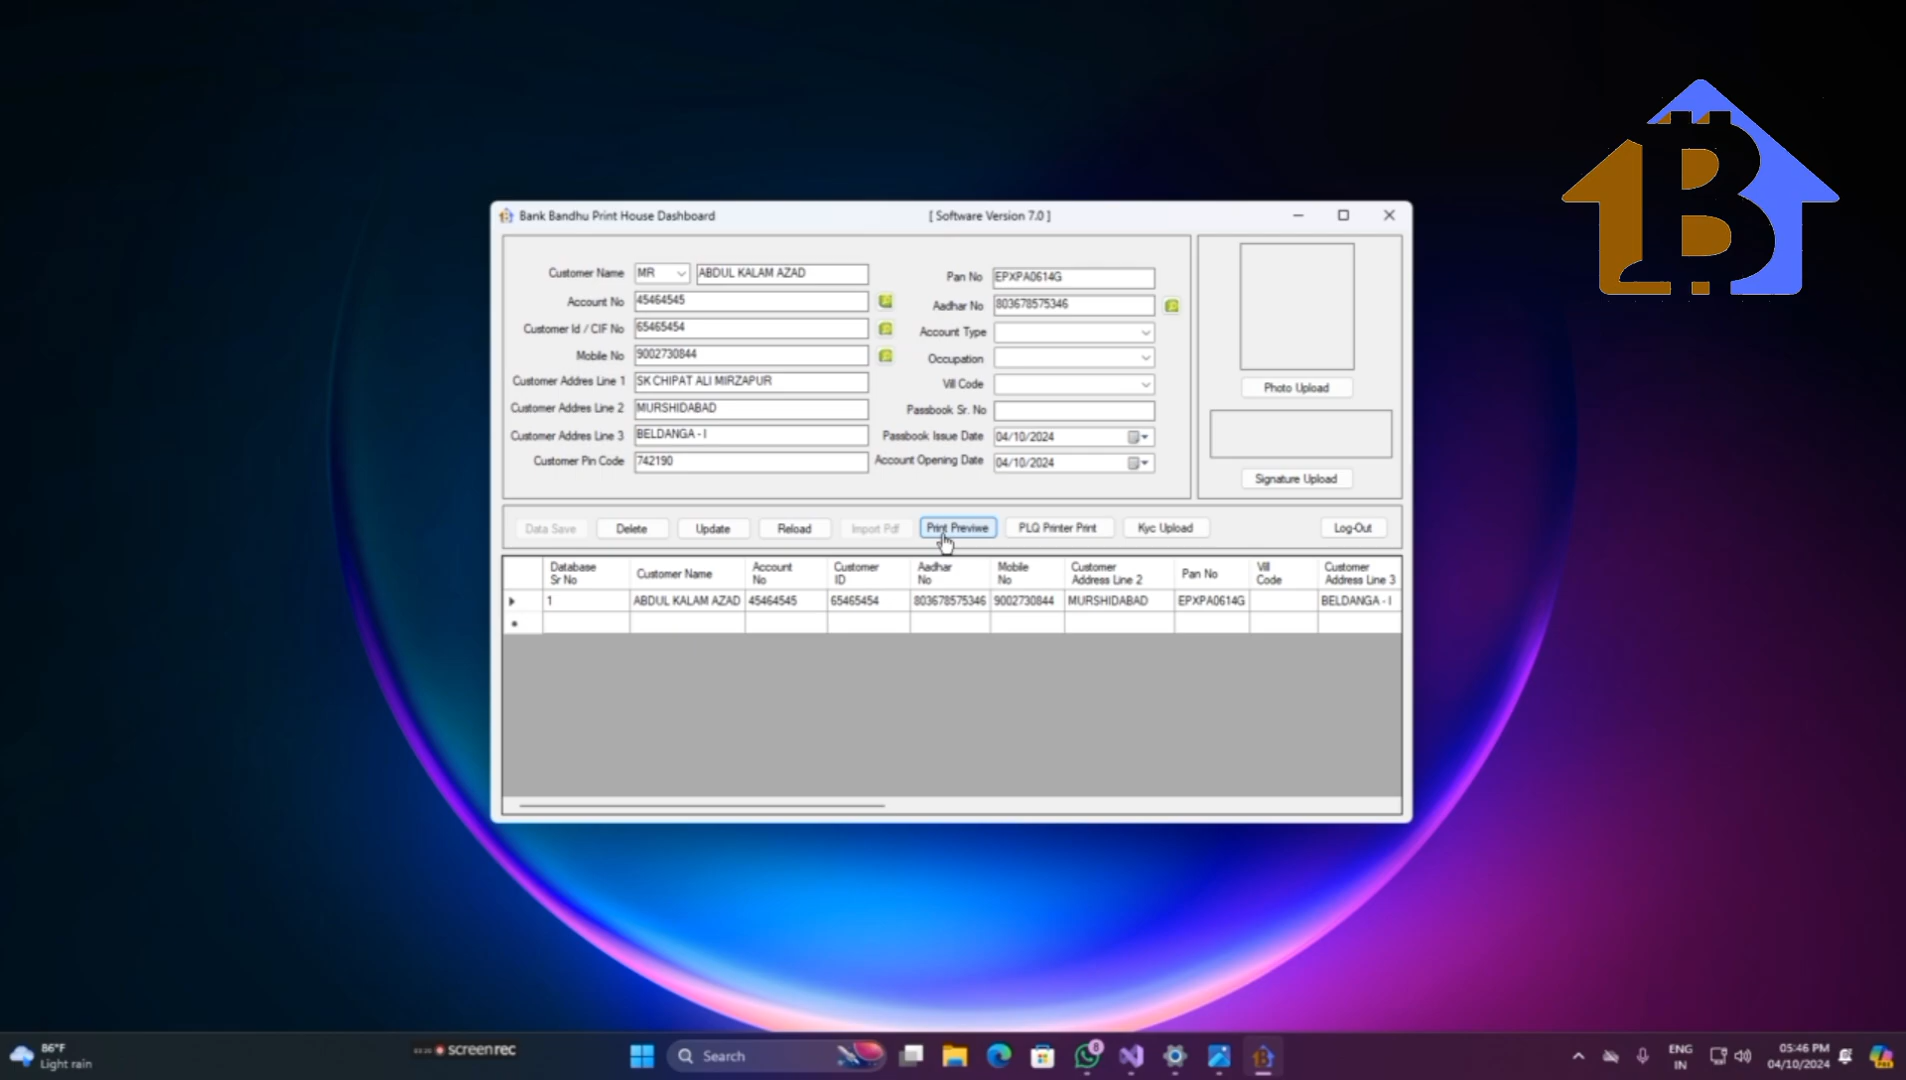 Bank Bandhu Print House Dashboard [ Software Version 7.0 ]
Customer Name MR ABDUL KALAM AZAD
Account No 45464545
Customer Id / CIF No 65465454
Mobile No 9002730844
Customer Addres Line 1 SK CHIPAT ALI MIRZAPUR
Customer Addres Line 2 MURSHIDABAD
Customer Addres Line 3 BELDANGA - I
Customer Pin Code 742190
Pan No EPXPA0614G
Aadhar No 803678575346
Account Type
Occupation
Vill Code
Passbook Sr. No
Passbook Issue Date 04/10/2024
Account Opening Date 04/10/2024
Photo Upload
Signature Upload
Data Save Delete Update Reload Import Pdf Print Previwe PLQ Printer Print Kyc Upload Log-Out
Database Sr No Customer Name Account No Customer ID Aadhar No Mobile No Customer Address Line 2 Pan No Vill Code Customer Address Line 3
1 ABDUL KALAM AZAD 45464545 65465454 803678575346 9002730844 MURSHIDABAD EPXPA0614G BELDANGA - I
86°F
Light rain
screenrec
Search
8
ENG
IN
05:46 PM
04/10/2024